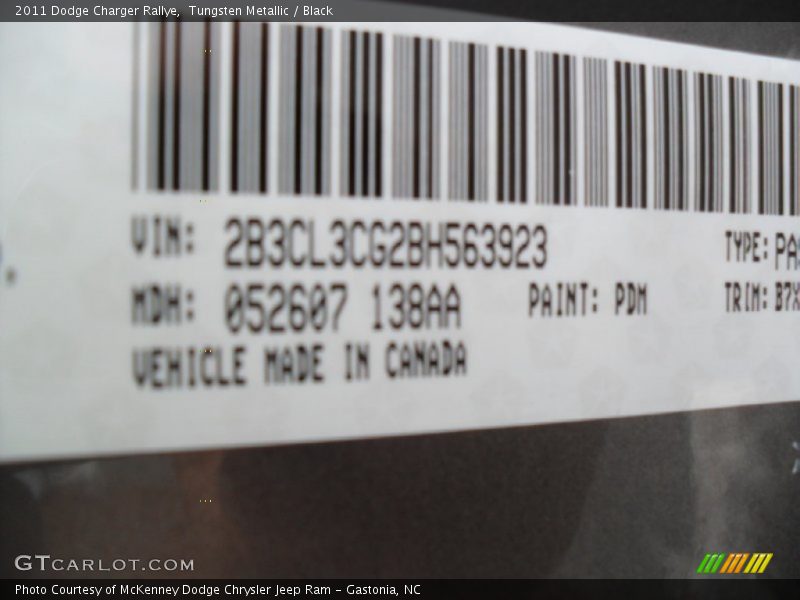 2011 Dodge Charger Rallye, Tungsten Metallic / Black
VIN: 2B3CL3CG2BH563923 TYPE: PAS
MDH: 052607 138AA PAINT: PDM TRIM: B7X
VEHICLE MADE IN CANADA
GTCARLOT.COM
Photo Courtesy of McKenney Dodge Chrysler Jeep Ram - Gastonia, NC